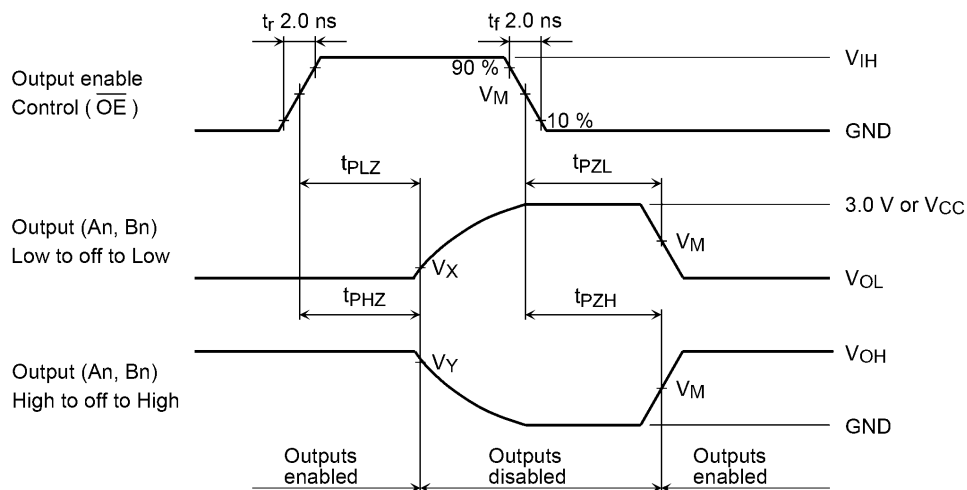 tr 2.0 ns
tf 2.0 ns
VIH
90 %
Output enable
Control ( OE )
VM
10 %
GND
tPLZ
tPZL
3.0 V or VCC
Output (An, Bn)
Low to off to Low
VM
VX
VOL
tPHZ
tPZH
VOH
VY
Output (An, Bn)
High to off to High
VM
GND
Outputs
enabled
Outputs
disabled
Outputs
enabled